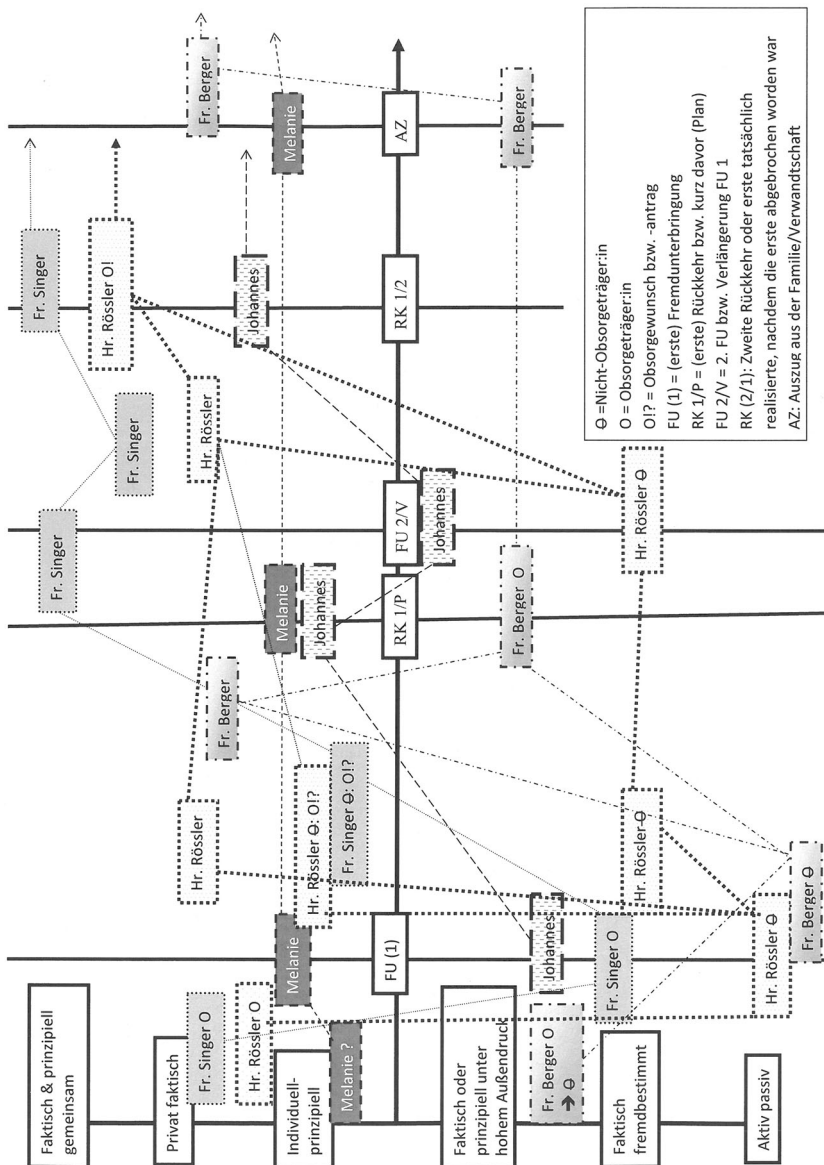 Faktisch & prinzipiell
gemeinsam
Privat faktisch
Individuell-
prinzipiell
Faktisch oder
prinzipiell unter
hohem Außendruck
Faktisch
fremdbestimmt
Aktiv passiv
Fr. Singer O
Hr. Rössler O
Melanie ?
Fr. Berger O
➔ O̶
Melanie
FU (1)
Johannes
Fr. Singer O
Hr. Rössler O̶
Fr. Berger O̶
Hr. Rössler
Hr. Rössler O̶: O!?
Fr. Singer O̶: O!?
Hr. Rössler O̶
Fr. Berger
Fr. Singer
Melanie
Johannes
RK 1/P
Fr. Berger O
FU 2/V
Johannes
Hr. Rössler O̶
Fr. Singer
Hr. Rössler
Fr. Singer
Hr. Rössler O!
Johannes
RK 1/2
Fr. Berger
Melanie
AZ
Fr. Berger
O̶ =Nicht-Obsorgeträger:in
O = Obsorgeträger:in
O!? = Obsorgewunsch bzw. -antrag
FU (1) = (erste) Fremdunterbringung
RK 1/P = (erste) Rückkehr bzw. kurz davor (Plan)
FU 2/V = 2. FU bzw. Verlängerung FU 1
RK (2/1): Zweite Rückkehr oder erste tatsächlich
realisierte, nachdem die erste abgebrochen worden war
AZ: Auszug aus der Familie/Verwandtschaft